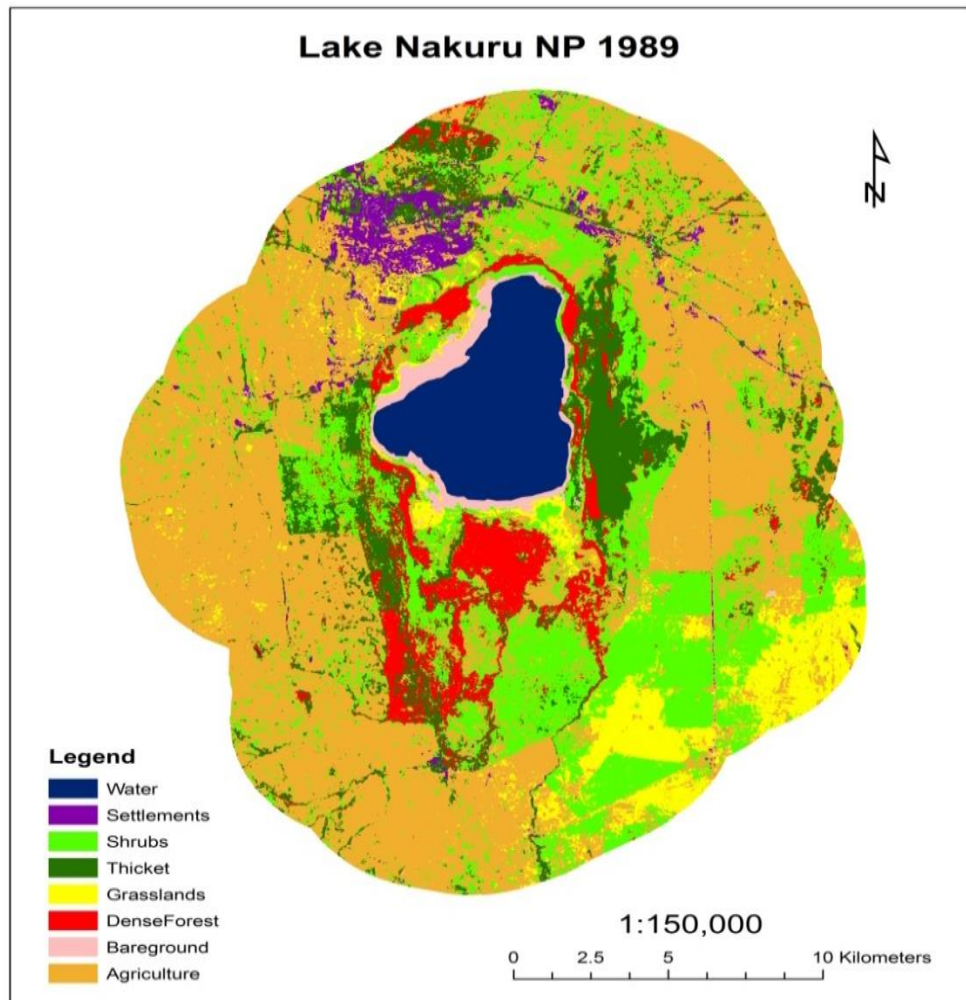 Lake Nakuru NP 1989
N
Legend
Water
Settlements
Shrubs
Thicket
Grasslands
DenseForest
Bareground
Agriculture
1:150,000
0 2.5 5 10 Kilometers